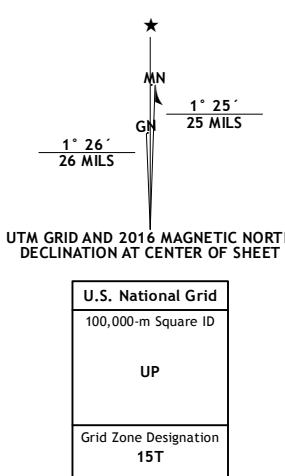 ★
MN
1° 25´
25 MILS
GN
1° 26´
26 MILS
UTM GRID AND 2016 MAGNETIC NORT
DECLINATION AT CENTER OF SHEET
U.S. National Grid
100,000-m Square ID
UP
Grid Zone Designation
15T